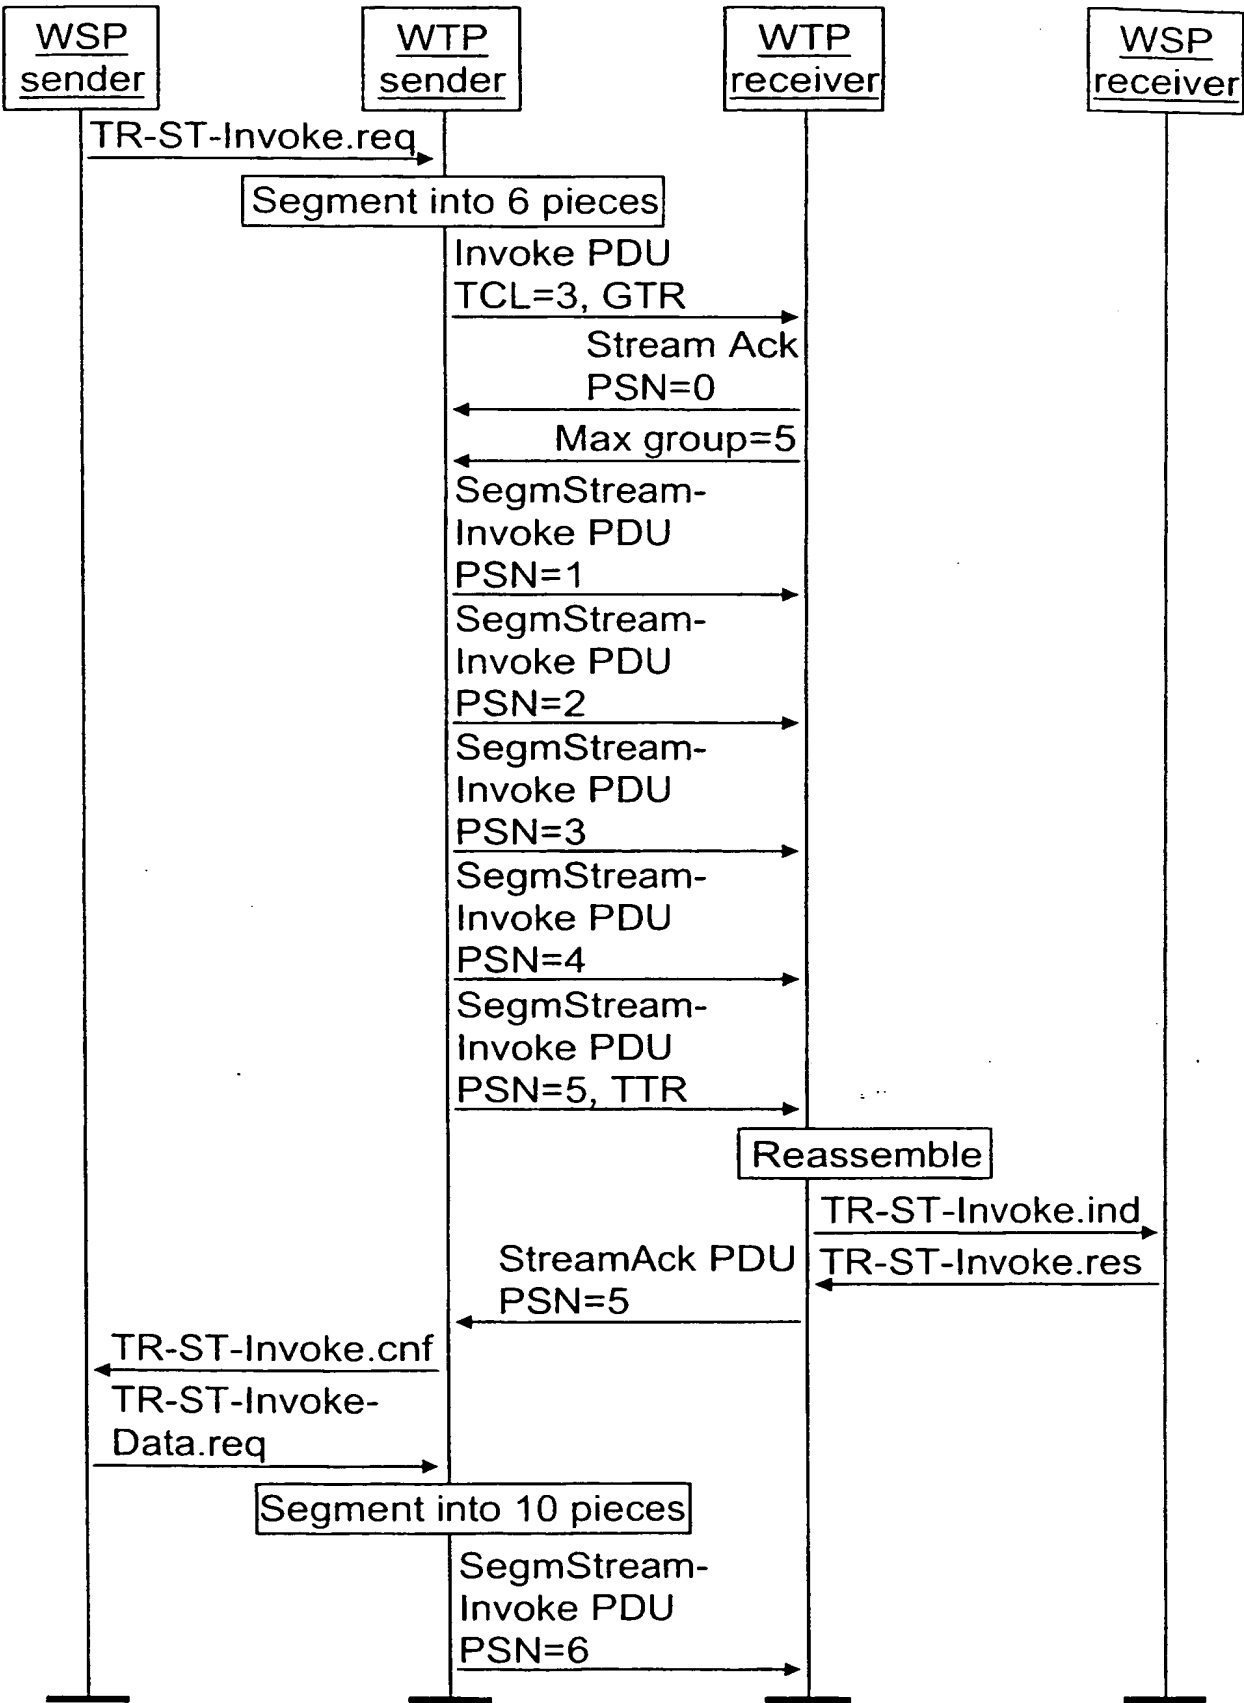 WSP
sender
WTP
sender
WTP
receiver
WSP
receiver
TR-ST-Invoke.req
Segment into 6 pieces
Invoke PDU
TCL=3, GTR
Stream Ack
PSN=0
Max group=5
SegmStream-
Invoke PDU
PSN=1
SegmStream-
Invoke PDU
PSN=2
SegmStream-
Invoke PDU
PSN=3
SegmStream-
Invoke PDU
PSN=4
SegmStream-
Invoke PDU
PSN=5, TTR
Reassemble
TR-ST-Invoke.ind
StreamAck PDU
PSN=5
TR-ST-Invoke.res
TR-ST-Invoke.cnf
TR-ST-Invoke-
Data.req
Segment into 10 pieces
SegmStream-
Invoke PDU
PSN=6